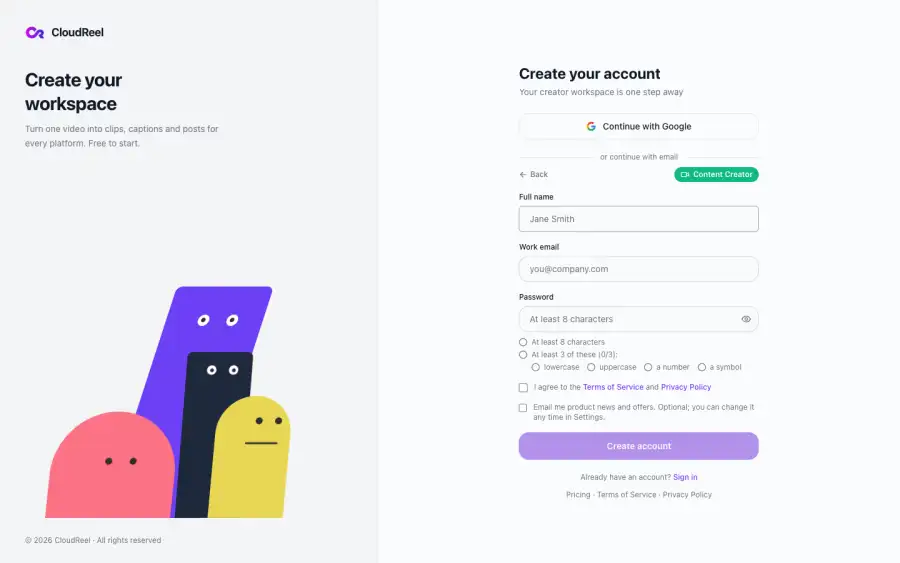 CloudReel
Create your
workspace
Turn one video into clips, captions and posts for
every platform. Free to start.
© 2026 CloudReel · All rights reserved
Create your account
Your creator workspace is one step away
Continue with Google
or continue with email
← Back
Content Creator
Full name
Jane Smith
Work email
you@company.com
Password
At least 8 characters
At least 8 characters
At least 3 of these (0/3):
lowercase uppercase a number a symbol
I agree to the Terms of Service and Privacy Policy
Email me product news and offers. Optional; you can change it
any time in Settings.
Create account
Already have an account? Sign in
Pricing · Terms of Service · Privacy Policy